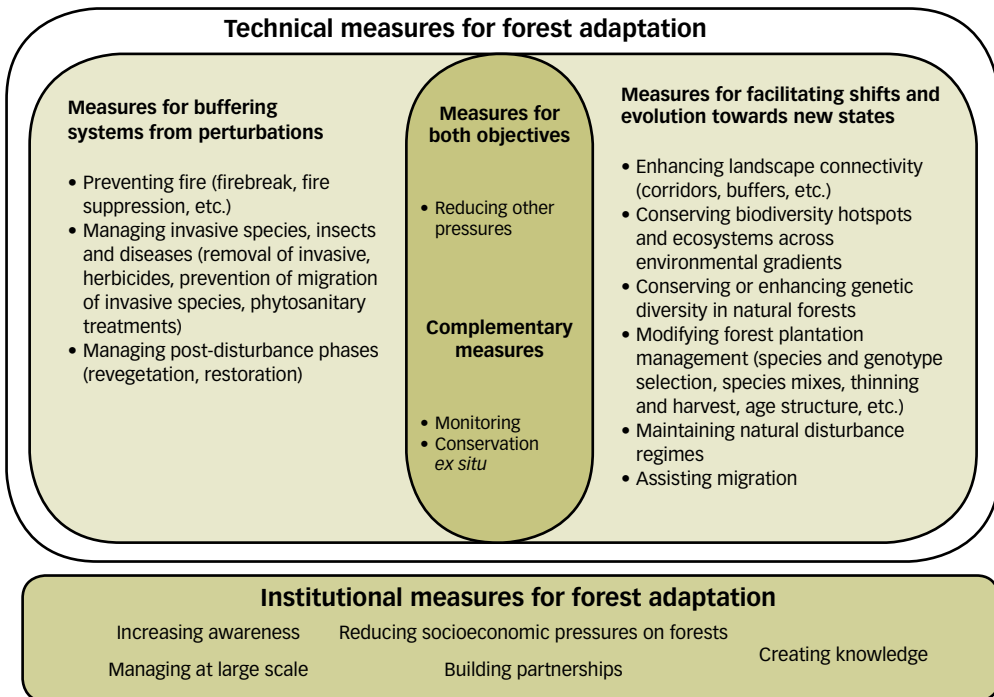 Technical measures for forest adaptation
Measures for buffering
systems from perturbations
• Preventing fire (firebreak, fire
suppression, etc.)
• Managing invasive species, insects
and diseases (removal of invasive,
herbicides, prevention of migration
of invasive species, phytosanitary
treatments)
• Managing post-disturbance phases
(revegetation, restoration)
Measures for
both objectives
• Reducing other
pressures
Complementary
measures
• Monitoring
• Conservation
ex situ
Measures for facilitating shifts and
evolution towards new states
• Enhancing landscape connectivity
(corridors, buffers, etc.)
• Conserving biodiversity hotspots
and ecosystems across
environmental gradients
• Conserving or enhancing genetic
diversity in natural forests
• Modifying forest plantation
management (species and genotype
selection, species mixes, thinning
and harvest, age structure, etc.)
• Maintaining natural disturbance
regimes
• Assisting migration
Institutional measures for forest adaptation
Increasing awareness
Reducing socioeconomic pressures on forests
Creating knowledge
Managing at large scale
Building partnerships